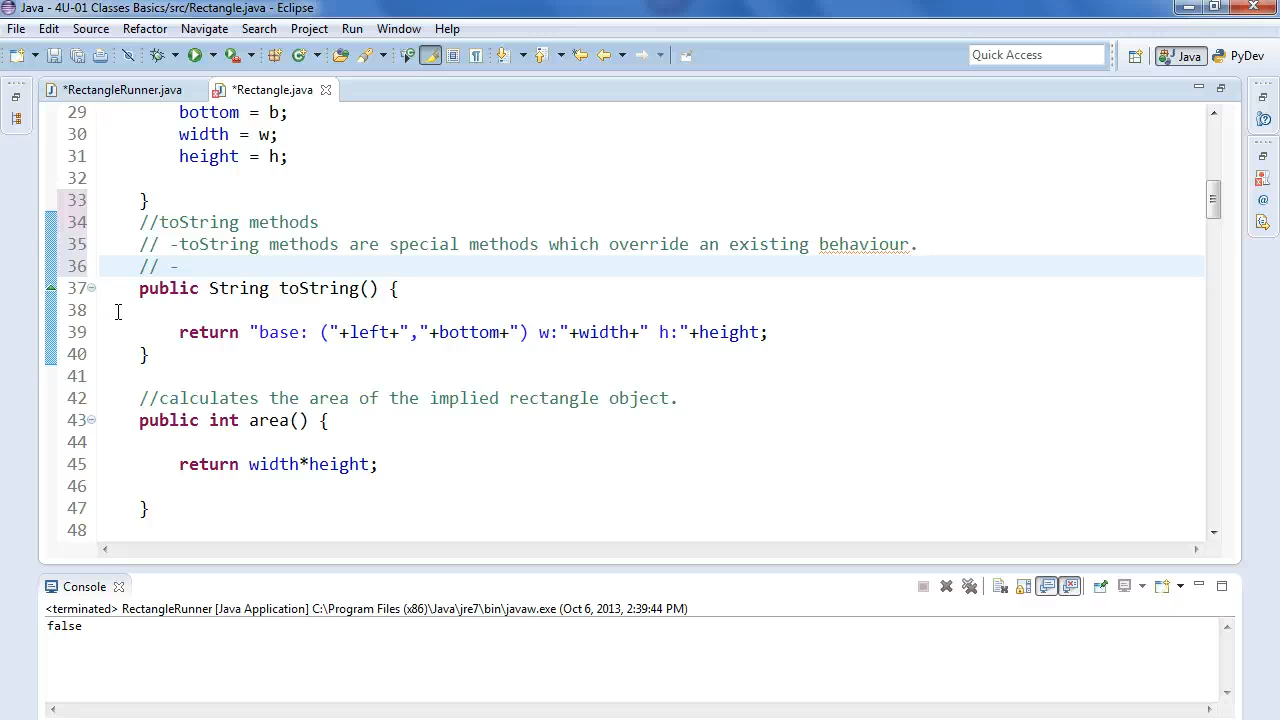 Java - 4U-01 Classes Basics/src/Rectangle.java - Eclipse
File Edit Source Refactor Navigate Search Project Run Window Help
Quick Access Java PyDev
*RectangleRunner.java *Rectangle.java
29 bottom = b;
30 width = w;
31 height = h;
32
33 }
34 //toString methods
35 // -toString methods are special methods which override an existing behaviour.
36 // -
37 public String toString() {
38
39 return "base: ("+left+","+bottom+") w:"+width+" h:"+height;
40 }
41
42 //calculates the area of the implied rectangle object.
43 public int area() {
44
45 return width*height;
46
47 }
48
Console
<terminated> RectangleRunner [Java Application] C:\Program Files (x86)\Java\jre7\bin\javaw.exe (Oct 6, 2013, 2:39:44 PM)
false